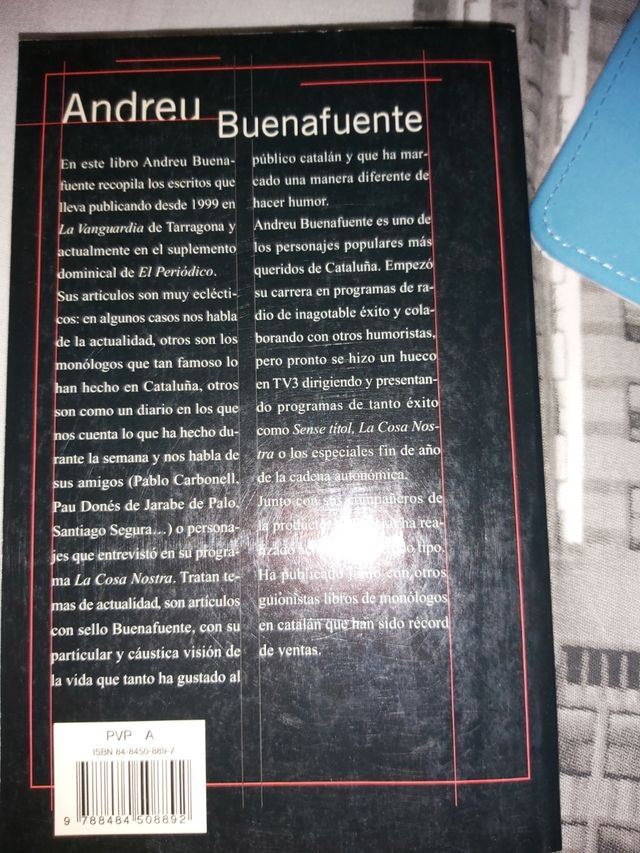 Andreu
Buenafuente
En este libro Andreu Buena-
fuente recopila los escritos que
lleva publicando desde 1999 en
La Vanguardia de Tarragona y
actualmente en el suplemento
dominical de El Periódico.
Sus articulos son muy eclécti-
cos: en algunos casos nos habla
de la actualidad, otros son los
monólogos que tan famoso lo
han hecho en Cataluña, otros
son como un diario en los que
nos cuenta lo que ha hecho du-
rante la semana y nos habla de
sus amigos (Pablo Carbonell,
Pau Donés de Jarabe de Palo,
Santiago Segura...) o persona-
jes que entrevistó en su progra-
ma La Cosa Nostra. Tratan te-
mas de actualidad, son artículos
con sello Buenafuente, con su
particular y cáustica visión de
la vida que tanto ha gustado al
público catalán y que ha mar-
cado una manera diferente de
hacer humor.
Andreu Buenafuente es uno de
los personajes populares más
queridos de Cataluña. Empezó
su carrera en programas de ra-
dio de inagotable éxito y cola-
borando con otros humoristas,
pero pronto se hizo un hueco
en TV3 dirigiendo y presentan-
do programas de tanto éxito
como Sense títol, La Cosa Nos-
tra o los especiales fin de año
de la cadena autonómica.
Junto con sus compañeros de
la productora ha rea-
lizado tipo.
Ha publicado junto con otros
guionistas libros de monólogos
en catalán que han sido récord
de ventas.
PVP A
ISBN 84-8450-889-7
9 788484 508892